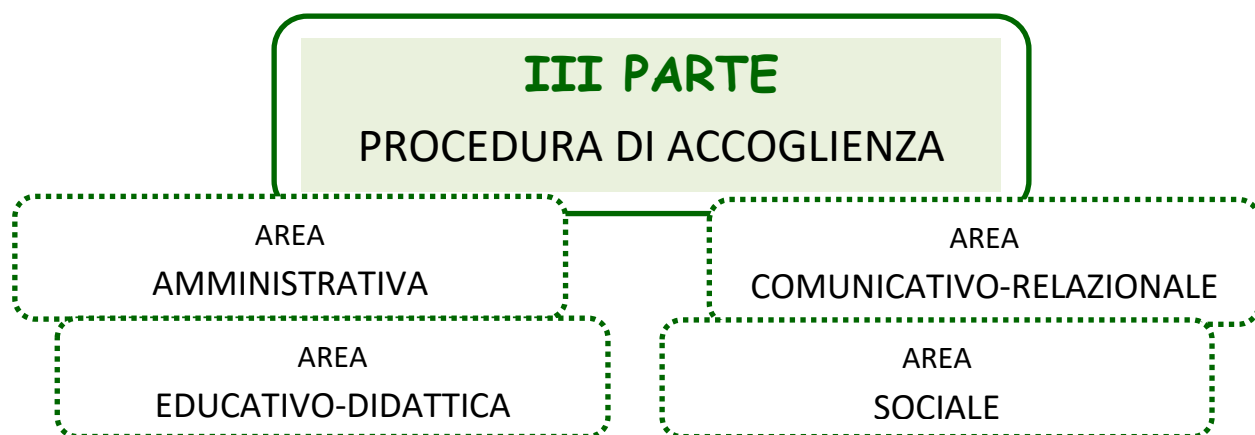 III PARTE
PROCEDURA DI ACCOGLIENZA
AREA
AMMINISTRATIVA
AREA
COMUNICATIVO-RELAZIONALE
AREA
EDUCATIVO-DIDATTICA
AREA
SOCIALE